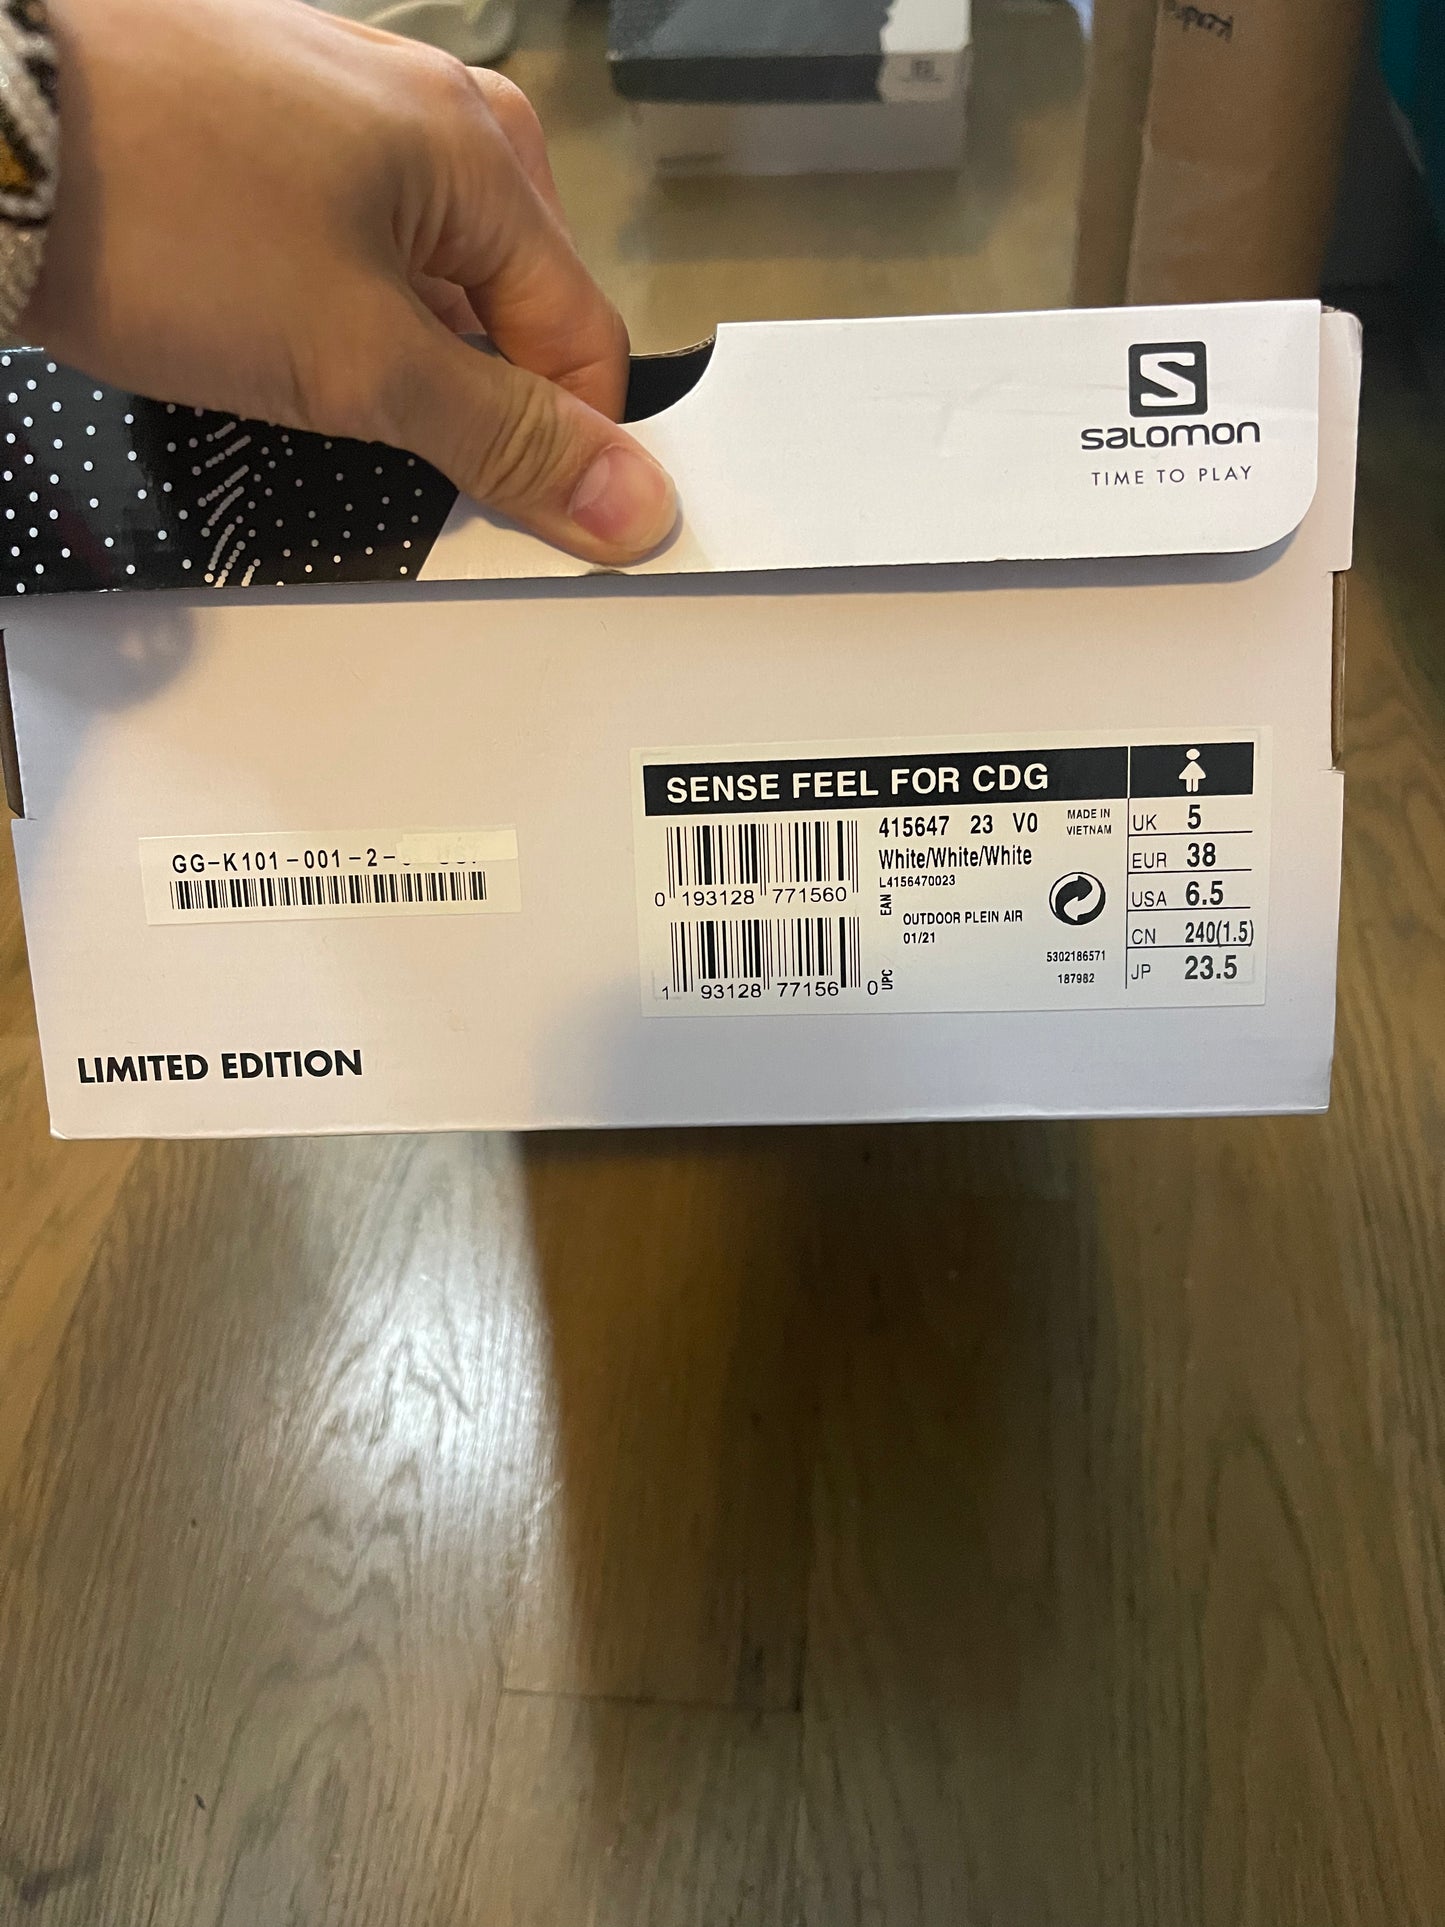 SALOMON
TIME TO PLAY
SENSE FEEL FOR CDG
415647 23 V0
MADE IN
VIETNAM
White/White/White
L4156470023
EAN
0 193128 771560
OUTDOOR PLEIN AIR
01/21
5302186571
187982
1 93128 77156 0
UPC
UK 5
EUR 38
USA 6.5
CN 240(1.5)
JP 23.5
GG-K101-001-2-
LIMITED EDITION